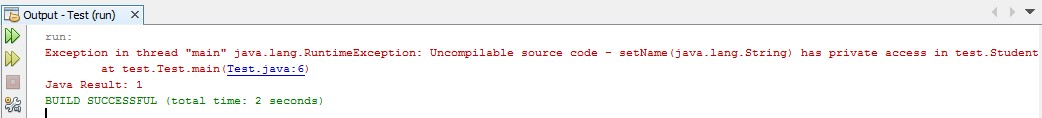 Output - Test (run)
run:
Exception in thread "main" java.lang.RuntimeException: Uncompilable source code - setName(java.lang.String) has private access in test.Student
at test.Test.main(Test.java:6)
Java Result: 1
BUILD SUCCESSFUL (total time: 2 seconds)